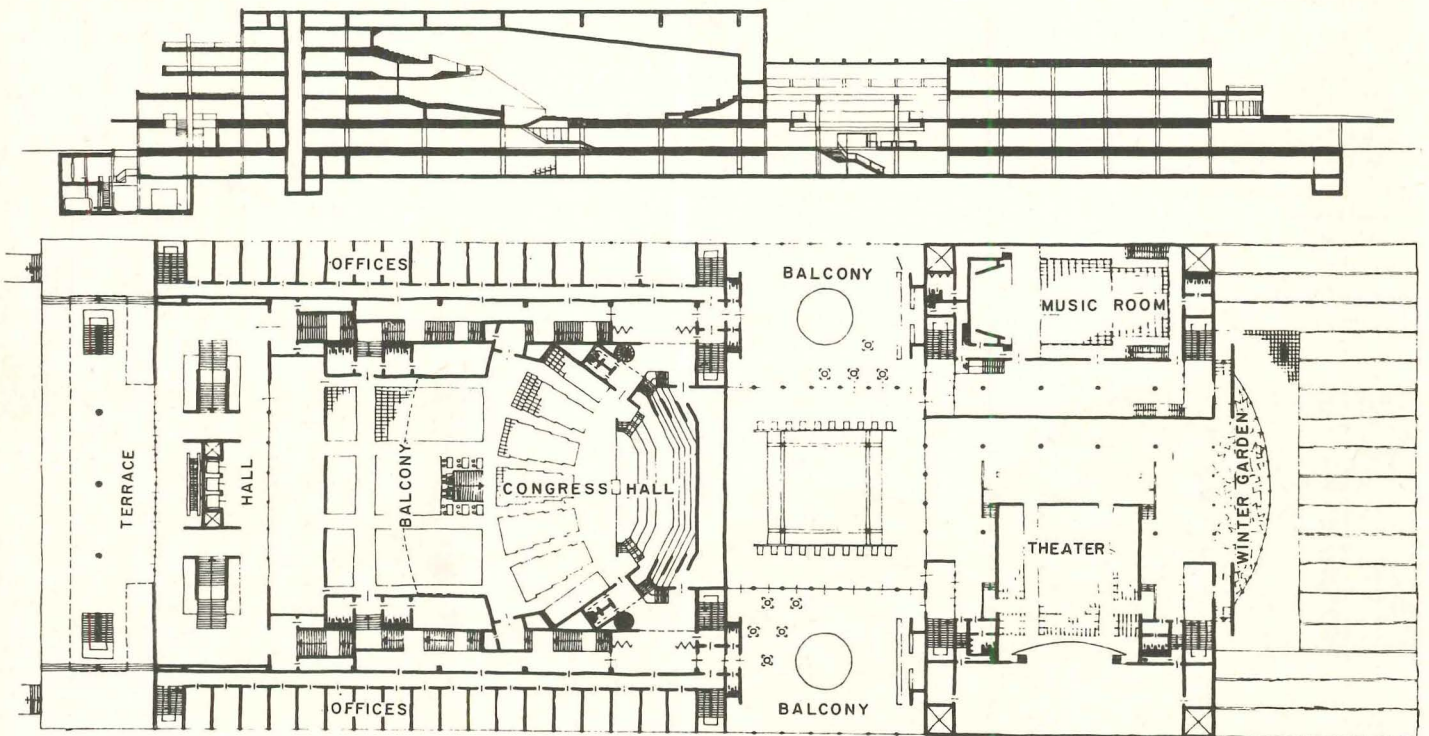 OFFICES
BALCONY
MUSIC ROOM
TERRACE
HALL
BALCONY
CONGRESS HALL
THEATER
WINTER GARDEN
OFFICES
BALCONY